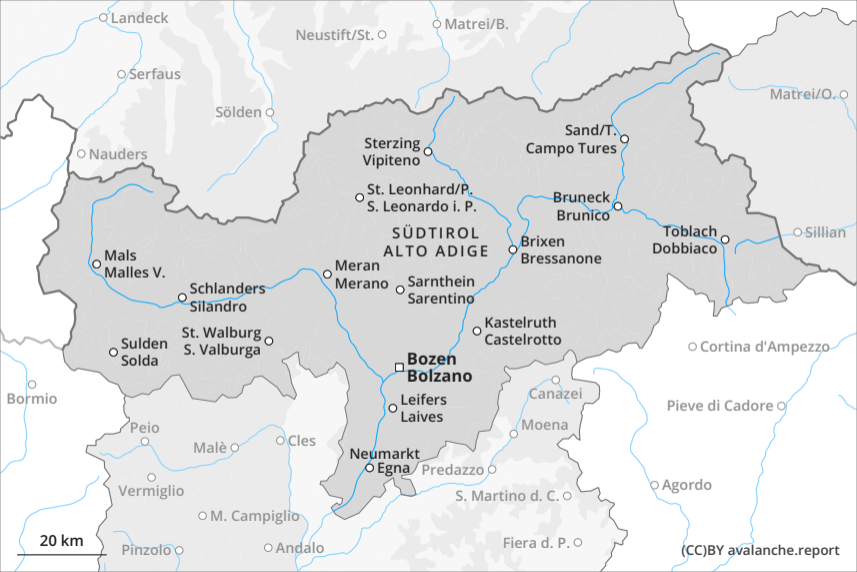 Landeck
Matrei/B.
Neustift/St.
Serfaus
Matrei/O.
Sölden
Sand/T.
Campo Tures
Sterzing
Vipiteno
Nauders
St. Leonhard/P.
S. Leonardo i. P.
Bruneck
Brunico
SÜDTIROL
ALTO ADIGE
Toblach
Dobbiaco
Sillian
Brixen
Bressanone
Mals
Malles V.
Meran
Merano
Sarnthein
Sarentino
Schlanders
Silandro
Kastelruth
Castelrotto
St. Walburg
S. Valburga
Sulden
Solda
Cortina d'Ampezzo
Bozen
Bolzano
Bormio
Canazei
Leifers
Laives
Pieve di Cadore
Peio
Moena
Malè
Cles
Neumarkt
Egna
Predazzo
Vermiglio
Agordo
S. Martino d. C.
M. Campiglio
20 km
Pinzolo
Andalo
Fiera d. P.
(CC)BY avalanche.report